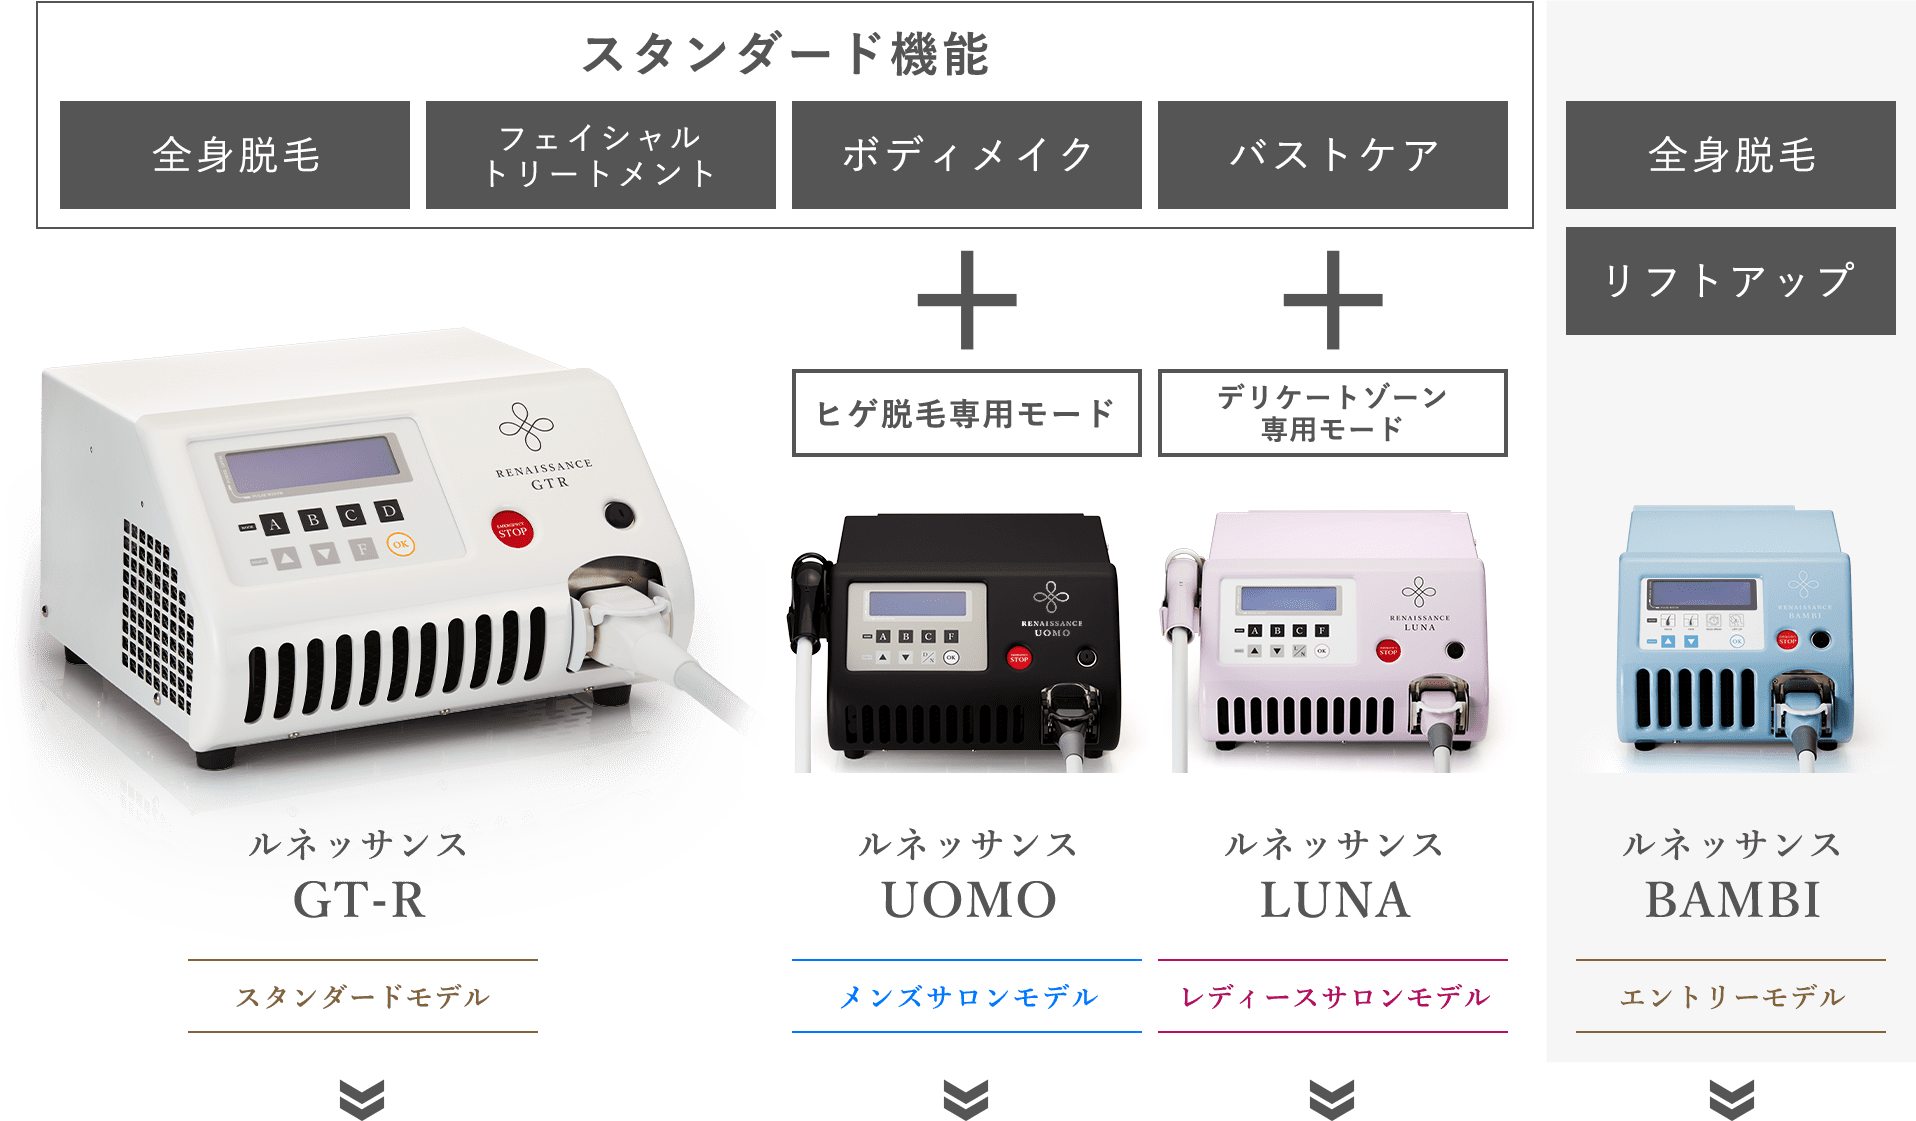 スタンダード機能
全身脱毛
フェイシャル
トリートメント
ボディメイク
バストケア
全身脱毛
リフトアップ
ヒゲ脱毛専用モード
デリケートゾーン
専用モード
RENAISSANCE
GTR
A B C D
F OK
EMERGENCY
STOP
RENAISSANCE
UOMO
A B C F
OK
STOP
RENAISSANCE
LUNA
A B C F
OK
STOP
RENAISSANCE
BAMBI
OK
STOP
ルネッサンス
GT-R
スタンダードモデル
ルネッサンス
UOMO
メンズサロンモデル
ルネッサンス
LUNA
レディースサロンモデル
ルネッサンス
BAMBI
エントリーモデル